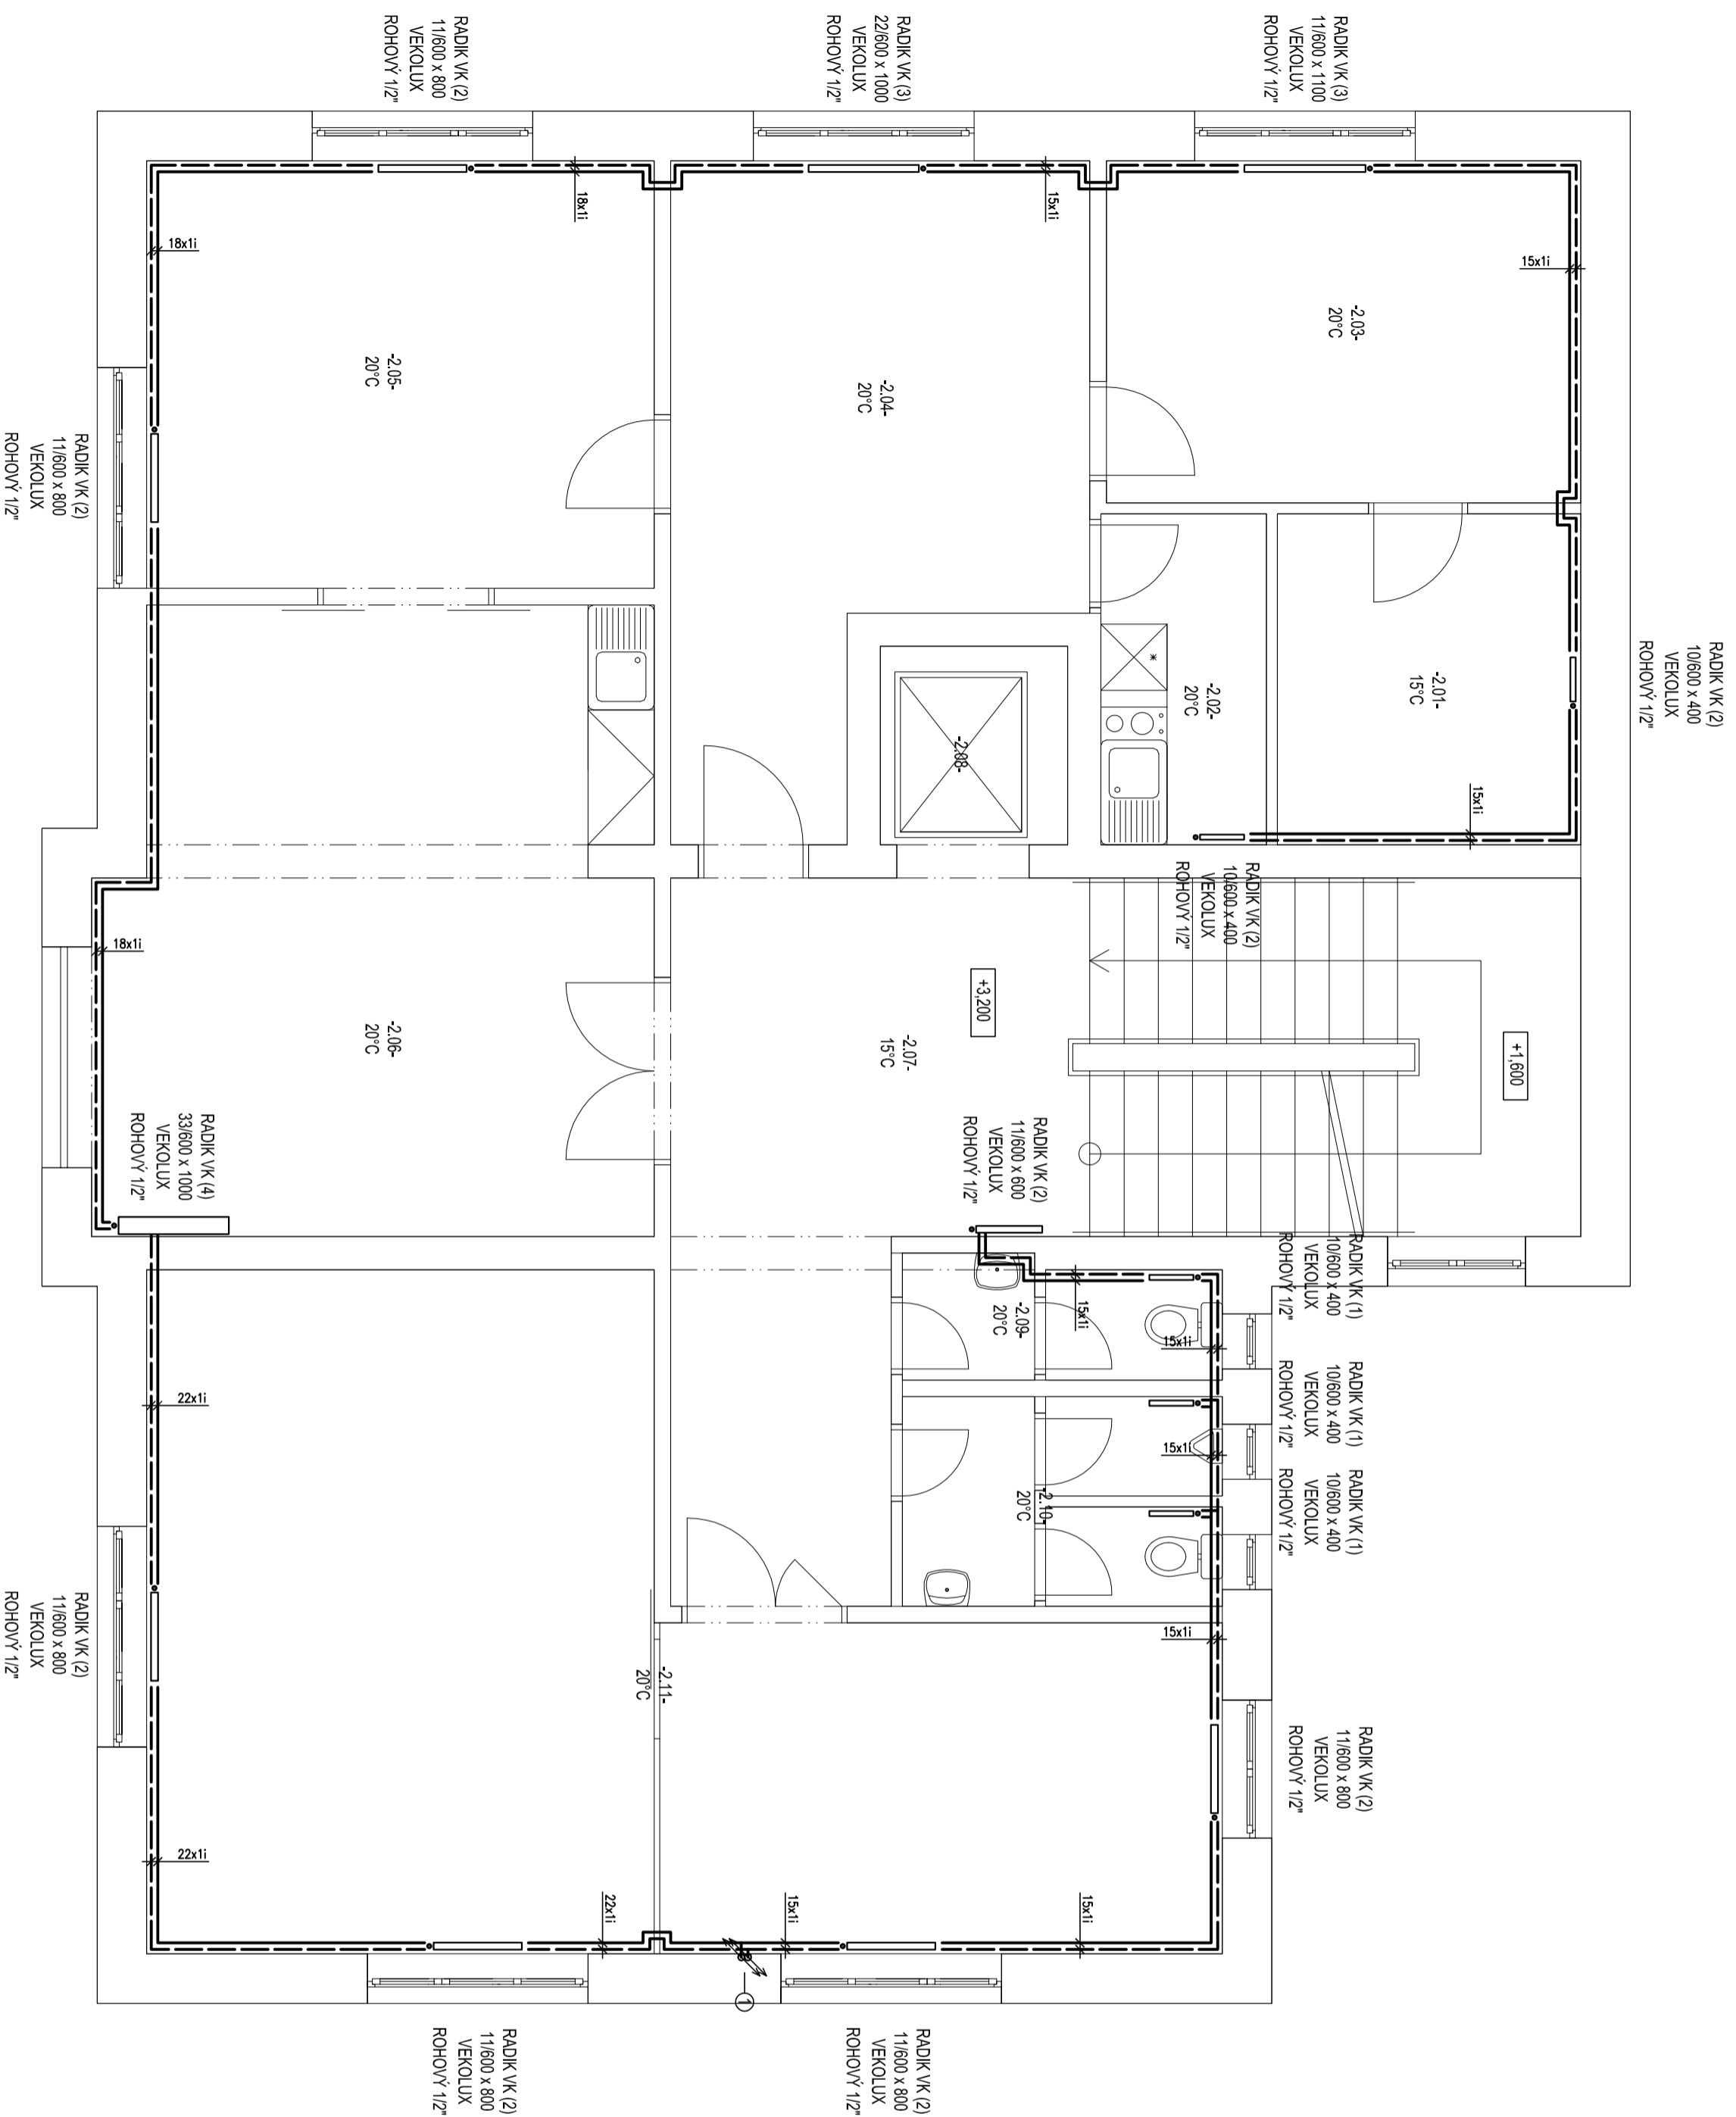 RADIK VK (2)
11/600 x 800
VEKOLUX
ROHOVÝ 1/2"
RADIK VK (3)
22/600 x 1000
VEKOLUX
ROHOVÝ 1/2"
RADIK VK (3)
11/600 x 1100
VEKOLUX
ROHOVÝ 1/2"
18x1i
15x1i
18x1i
15x1i
-2.03-
20°C
-2.05-
20°C
-2.04-
20°C
RADIK VK (2)
11/600 x 800
VEKOLUX
ROHOVÝ 1/2"
RADIK VK (2)
10/600 x 400
VEKOLUX
ROHOVÝ 1/2"
-2.01-
15°C
-2.02-
20°C
-2.08-
15x1i
RADIK VK (2)
10/600 x 400
VEKOLUX
ROHOVÝ 1/2"
18x1i
+3,200
+1,600
-2.06-
20°C
-2.07-
15°C
RADIK VK (4)
33/600 x 1000
VEKOLUX
ROHOVÝ 1/2"
RADIK VK (2)
11/600 x 600
VEKOLUX
ROHOVÝ 1/2"
RADIK VK (1)
10/600 x 400
VEKOLUX
ROHOVÝ 1/2"
-2.09-
20°C
15x1i
15x1i
22x1i
RADIK VK (1)
10/600 x 400
VEKOLUX
ROHOVÝ 1/2"
15x1i
-2.10-
20°C
RADIK VK (1)
10/600 x 400
VEKOLUX
ROHOVÝ 1/2"
15x1i
RADIK VK (2)
11/600 x 800
VEKOLUX
ROHOVÝ 1/2"
-2.11-
20°C
RADIK VK (2)
11/600 x 800
VEKOLUX
ROHOVÝ 1/2"
22x1i
22x1i
15x1i
15x1i
1
RADIK VK (2)
11/600 x 800
VEKOLUX
ROHOVÝ 1/2"
RADIK VK (2)
11/600 x 800
VEKOLUX
ROHOVÝ 1/2"